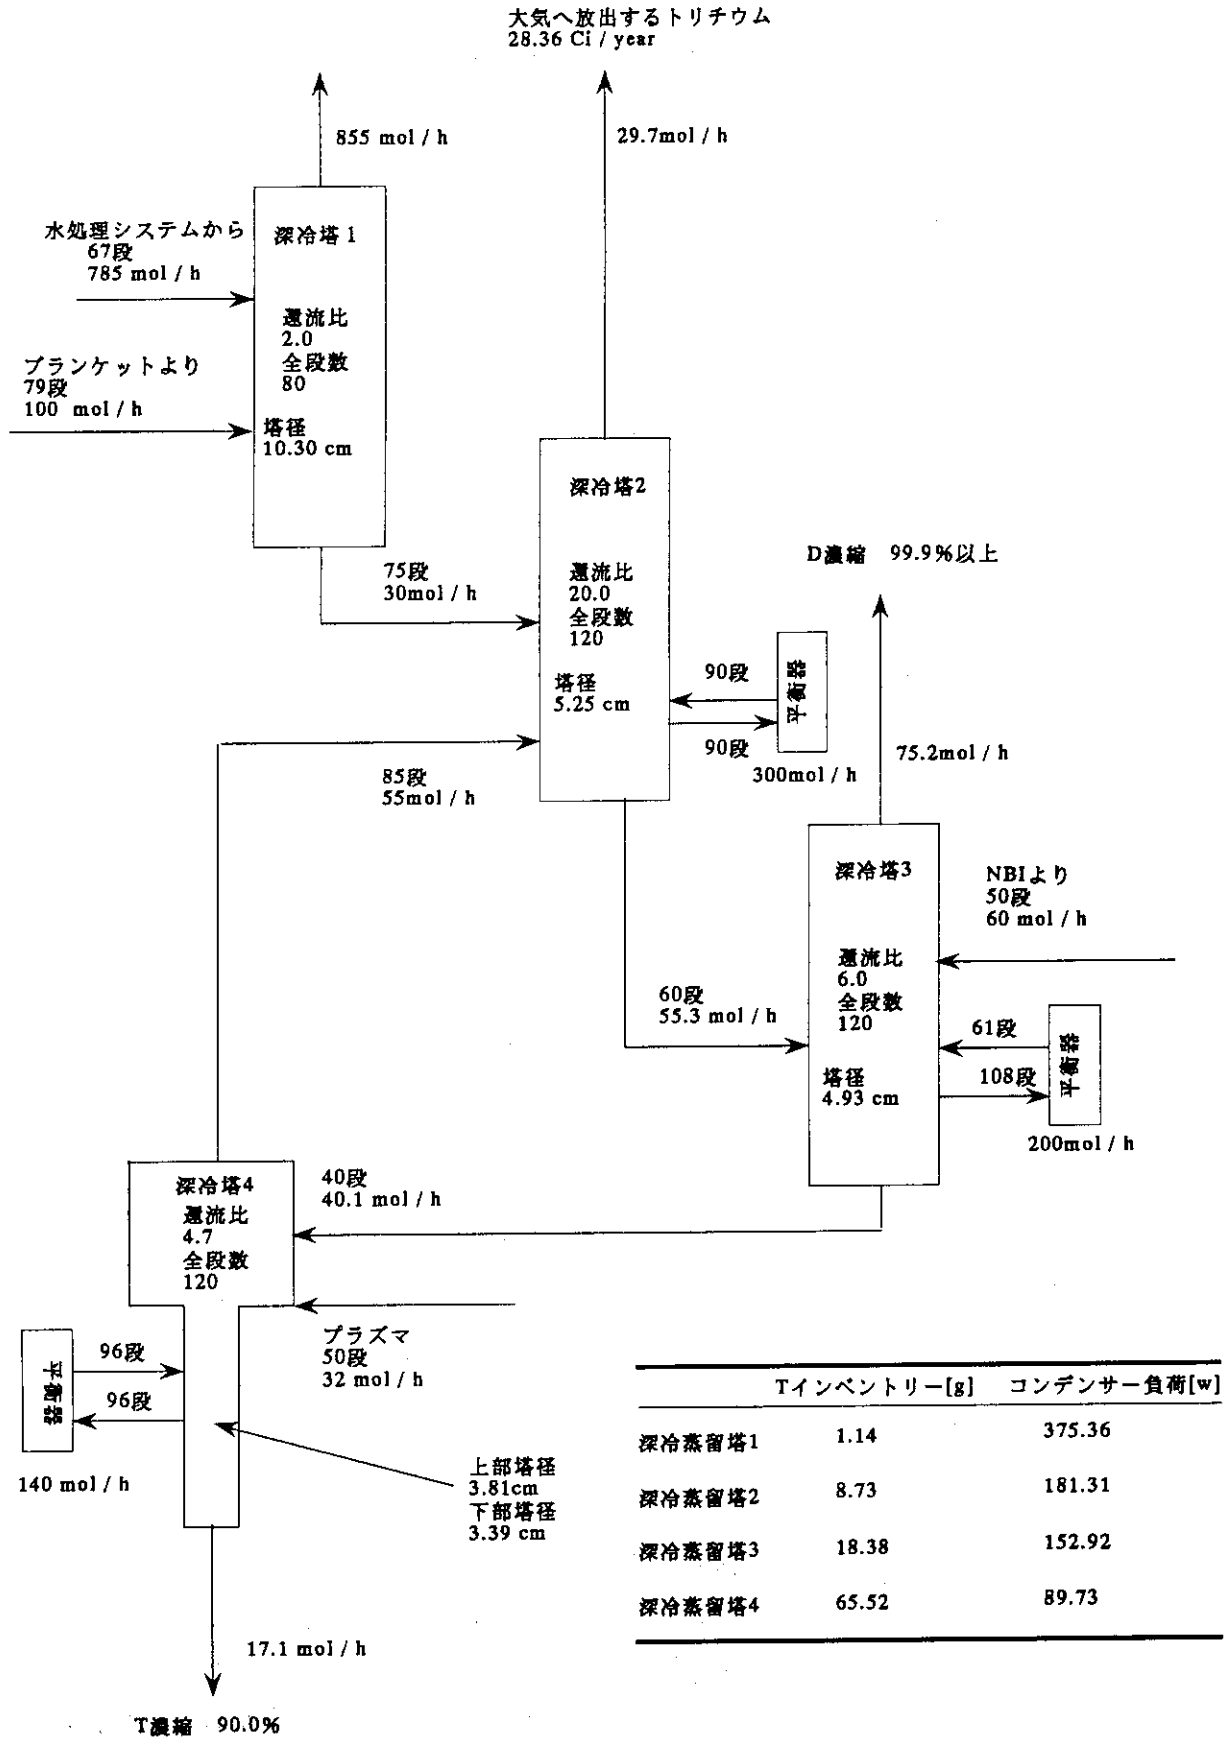 大気へ放出するトリチウム
28.36 Ci / year
855 mol / h
29.7mol / h
水処理システムから
67段
785 mol / h
深冷塔1
還流比
2.0
全段数
80
塔径
10.30 cm
ブランケットより
79段
100 mol / h
深冷塔2
還流比
20.0
全段数
120
塔径
5.25 cm
75段
30mol / h
D濃縮 99.9%以上
90段
90段
平衡器
300mol / h
75.2mol / h
85段
55mol / h
深冷塔3
還流比
6.0
全段数
120
塔径
4.93 cm
NBIより
50段
60 mol / h
60段
55.3 mol / h
61段
108段
平衡器
200mol / h
深冷塔4
還流比
4.7
全段数
120
40段
40.1 mol / h
プラズマ
50段
32 mol / h
平衡器
96段
96段
140 mol / h
上部塔径
3.81cm
下部塔径
3.39 cm
17.1 mol / h
T濃縮 90.0%
Tインベントリー[g] コンデンサー負荷[w]
深冷蒸留塔1 1.14 375.36
深冷蒸留塔2 8.73 181.31
深冷蒸留塔3 18.38 152.92
深冷蒸留塔4 65.52 89.73